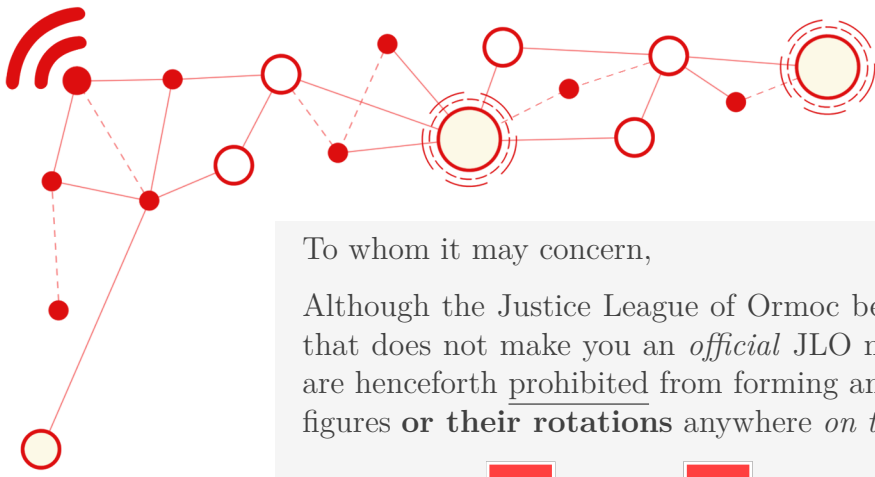 To whom it may concern,
Although the Justice League of Ormoc be
that does not make you an official JLO
are henceforth prohibited from forming
figures or their rotations anywhere on